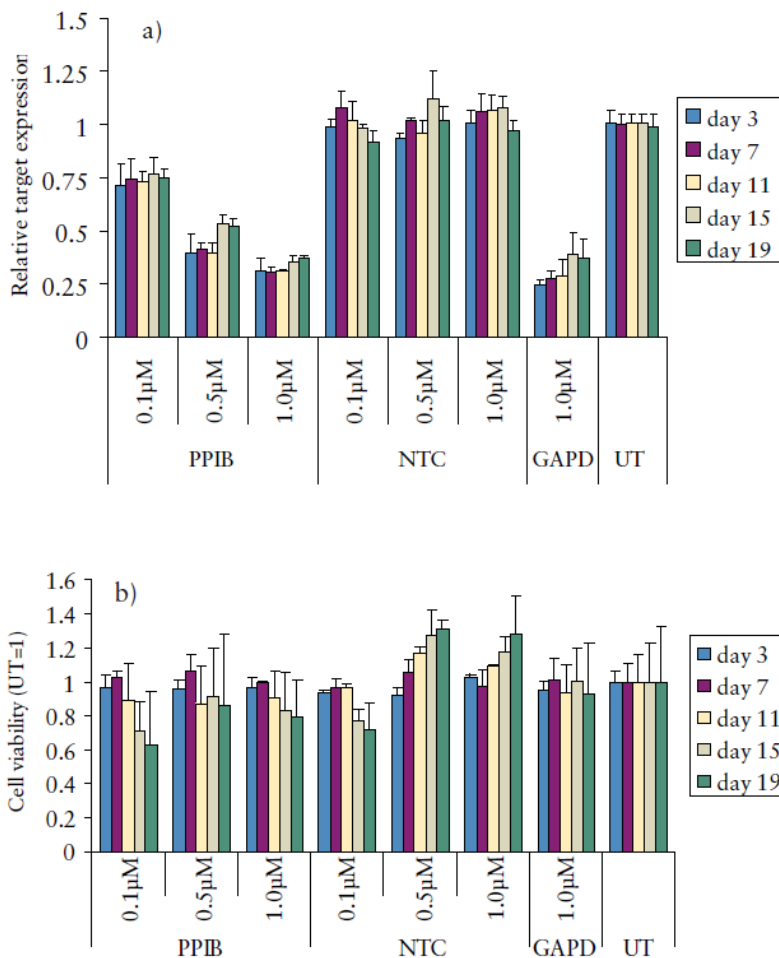 a)
Relative target expression
1.5
1.25
1
0.75
0.5
0.25
0
0.1µM 0.5µM 1.0µM 0.1µM 0.5µM 1.0µM 1.0µM
PPIB NTC GAPD UT
day 3
day 7
day 11
day 15
day 19
b)
Cell viability (UT=1)
1.6
1.4
1.2
1
0.8
0.6
0.4
0.2
0
0.1µM 0.5µM 1.0µM 0.1µM 0.5µM 1.0µM 1.0µM
PPIB NTC GAPD UT
day 3
day 7
day 11
day 15
day 19